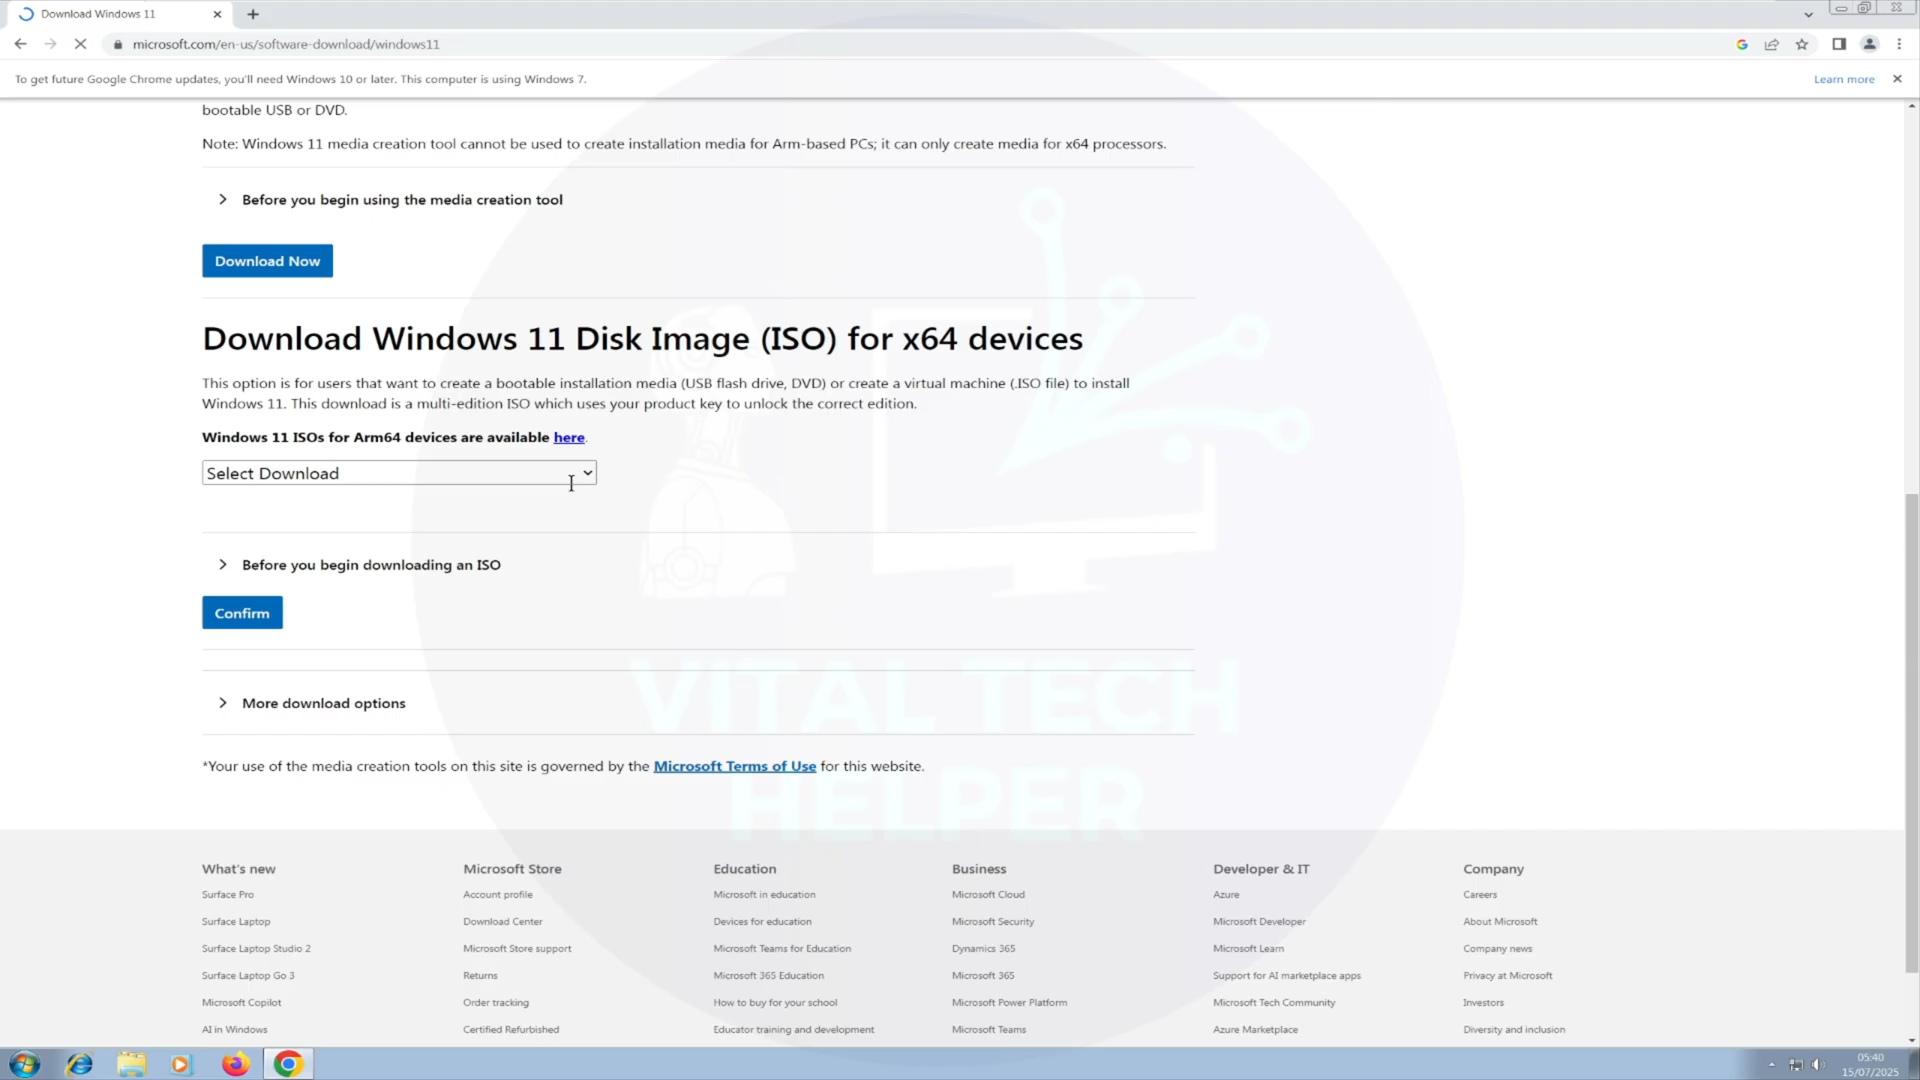 Download Windows 11
microsoft.com/en-us/software-download/windows11
To get future Google Chrome updates, you'll need Windows 10 or later. This computer is using Windows 7.
Learn more
bootable USB or DVD.
Note: Windows 11 media creation tool cannot be used to create installation media for Arm-based PCs; it can only create media for x64 processors.
Before you begin using the media creation tool
Download Now
Download Windows 11 Disk Image (ISO) for x64 devices
This option is for users that want to create a bootable installation media (USB flash drive, DVD) or create a virtual machine (.ISO file) to install
Windows 11. This download is a multi-edition ISO which uses your product key to unlock the correct edition.
Windows 11 ISOs for Arm64 devices are available here.
Select Download
Before you begin downloading an ISO
Confirm
More download options
*Your use of the media creation tools on this site is governed by the Microsoft Terms of Use for this website.
VITAL TECH
HELPER
What's new
Surface Pro
Surface Laptop
Surface Laptop Studio 2
Surface Laptop Go 3
Microsoft Copilot
AI in Windows
Microsoft Store
Account profile
Download Center
Microsoft Store support
Returns
Order tracking
Certified Refurbished
Education
Microsoft in education
Devices for education
Microsoft Teams for Education
Microsoft 365 Education
How to buy for your school
Educator training and development
Business
Microsoft Cloud
Microsoft Security
Dynamics 365
Microsoft 365
Microsoft Power Platform
Microsoft Teams
Developer & IT
Azure
Microsoft Developer
Microsoft Learn
Support for AI marketplace apps
Microsoft Tech Community
Azure Marketplace
Company
Careers
About Microsoft
Company news
Privacy at Microsoft
Investors
Diversity and inclusion
05:40
15/07/2025